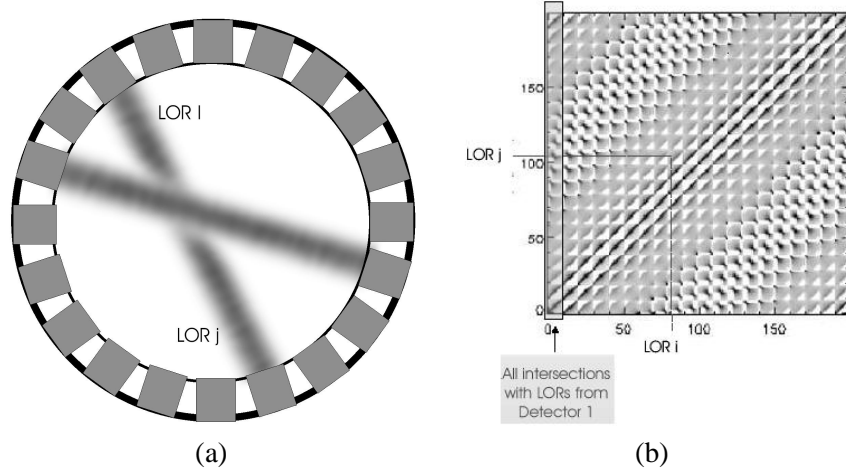 LOR I
LOR j
(a)
150
100
50
0
LOR j
0
50
100
150
LOR i
All intersections
with LORs from
Detector 1
(b)